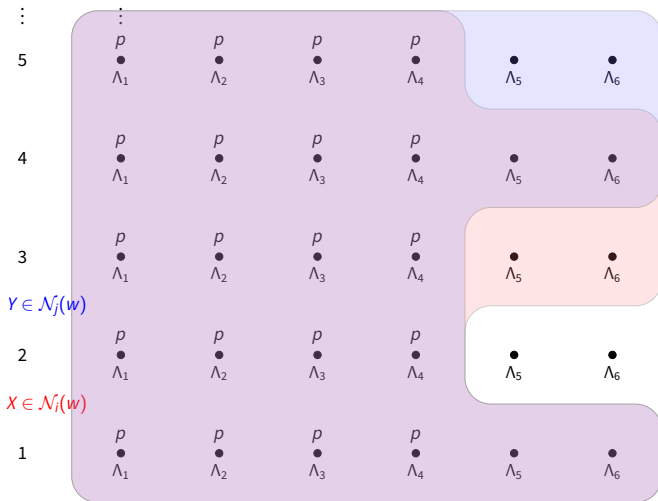 ⋮ ⋮
p p p p
5
Λ₁ Λ₂ Λ₃ Λ₄ Λ₅ Λ₆
p p p p
4
Λ₁ Λ₂ Λ₃ Λ₄ Λ₅ Λ₆
p p p p
3
Λ₁ Λ₂ Λ₃ Λ₄ Λ₅ Λ₆
Y ∈ 𝒩ⱼ(w)
p p p p
2
Λ₁ Λ₂ Λ₃ Λ₄ Λ₅ Λ₆
X ∈ 𝒩ᵢ(w)
p p p p
1
Λ₁ Λ₂ Λ₃ Λ₄ Λ₅ Λ₆